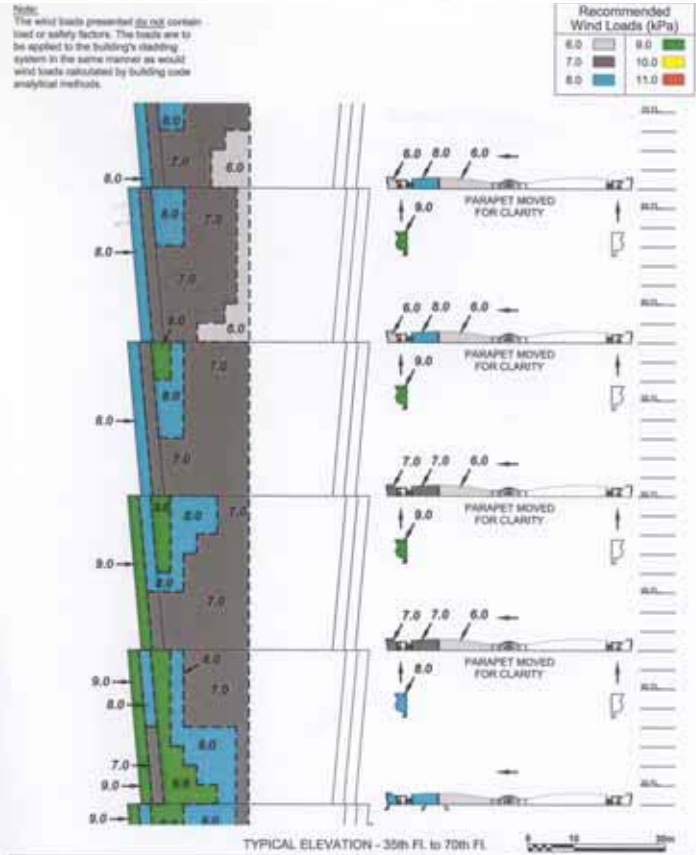 Note:
The wind loads presented do not contain
load or safety factors. The loads are to
be applied to the building's cladding
system in the same manner as would
wind loads calculated by building code
analytical methods.
Recommended
Wind Loads (kPa)
6.0 9.0
7.0 10.0
8.0 11.0
8.0
7.0
6.0
8.0
6.0 8.0 6.0
PARAPET MOVED
FOR CLARITY
9.0
8.0 7.0
8.0
7.0
6.0
6.0 8.0 6.0
PARAPET MOVED
FOR CLARITY
9.0
9.0
7.0
8.0
8.0
7.0
7.0 7.0 6.0
PARAPET MOVED
FOR CLARITY
9.0
9.0 8.0 7.0
9.0
8.0
7.0
7.0 7.0 6.0
PARAPET MOVED
FOR CLARITY
8.0
8.0
9.0
7.0
8.0
8.0
7.0
9.0
9.0
9.0
8.0
TYPICAL ELEVATION - 35th Fl. to 70th Fl.
0 10 20m